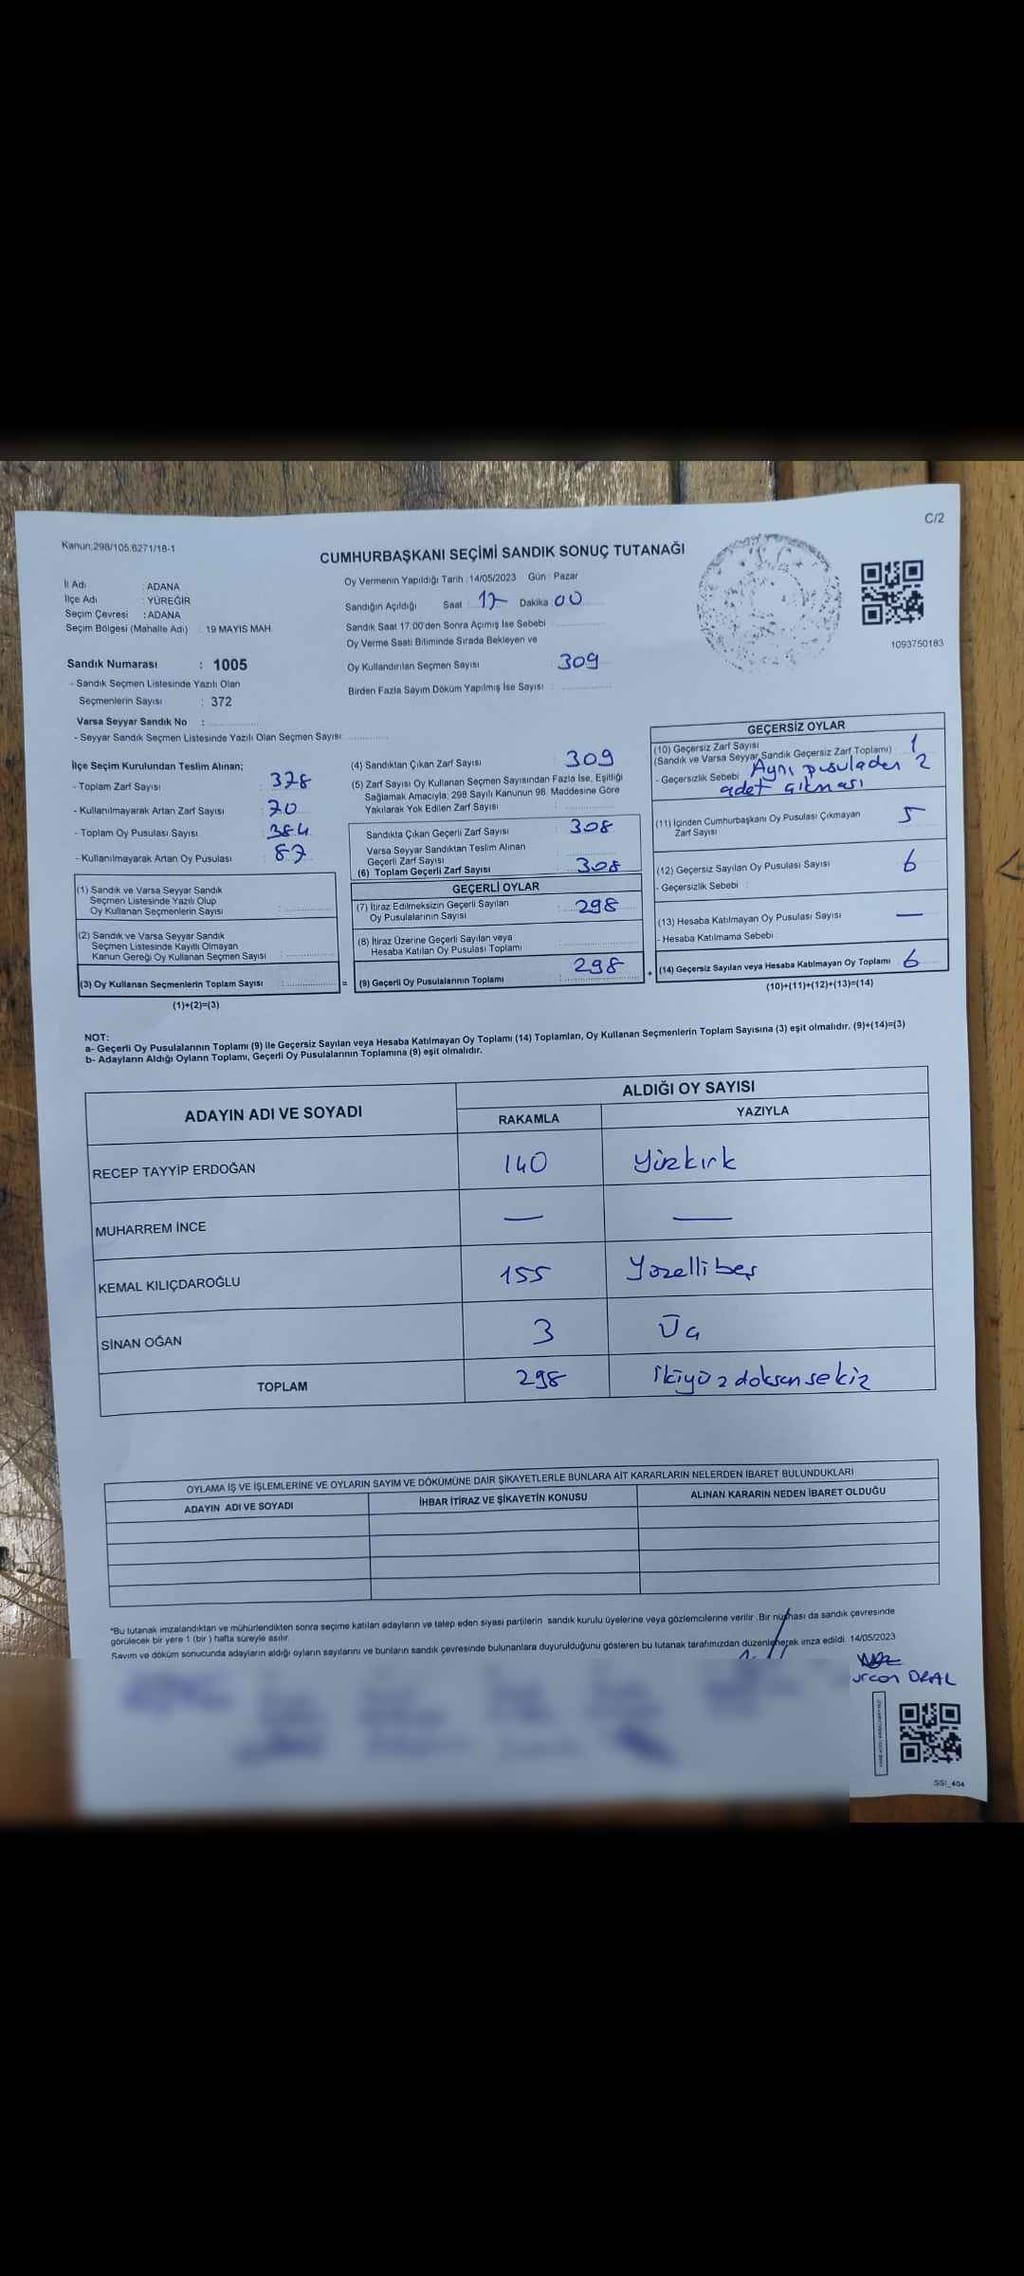 C/2
Kanun:298/105,6271/18-1
CUMHURBAŞKANI SEÇİMİ SANDIK SONUÇ TUTANAĞI
İl Adı : ADANA
İlçe Adı : YÜREĞİR
Seçim Çevresi : ADANA
Seçim Bölgesi (Mahalle Adı) : 19 MAYIS MAH.
Oy Vermenin Yapıldığı Tarih : 14/05/2023 Gün : Pazar
Sandığın Açıldığı Saat : 17 Dakika : 00
Sandık Saat 17:00'den Sonra Açılmış İse Sebebi :
Oy Verme Saati Bitiminde Sırada Bekleyen ve
Oy Kullandırılan Seçmen Sayısı : 309
Birden Fazla Sayım Döküm Yapılmış İse Sayısı :
1093750183
Sandık Numarası : 1005
- Sandık Seçmen Listesinde Yazılı Olan
Seçmenlerin Sayısı : 372
Varsa Seyyar Sandık No :
- Seyyar Sandık Seçmen Listesinde Yazılı Olan Seçmen Sayısı:
İlçe Seçim Kurulundan Teslim Alınan;
- Toplam Zarf Sayısı : 378
- Kullanılmayarak Artan Zarf Sayısı : 70
- Toplam Oy Pusulası Sayısı : 384
- Kullanılmayarak Artan Oy Pusulası : 87
(1) Sandık ve Varsa Seyyar Sandık
Seçmen Listesinde Yazılı Olup
Oy Kullanan Seçmenlerin Sayısı :
(2) Sandık ve Varsa Seyyar Sandık
Seçmen Listesinde Kayıtlı Olmayan
Kanun Gereği Oy Kullanan Seçmen Sayısı :
(3) Oy Kullanan Seçmenlerin Toplam Sayısı :
(1)+(2)=(3)
(4) Sandıktan Çıkan Zarf Sayısı : 309
(5) Zarf Sayısı Oy Kullanan Seçmen Sayısından Fazla İse, Eşitliği
Sağlamak Amacıyla, 298 Sayılı Kanunun 98. Maddesine Göre
Yakılarak Yok Edilen Zarf Sayısı :
Sandıkta Çıkan Geçerli Zarf Sayısı : 308
Varsa Seyyar Sandıktan Teslim Alınan
Geçerli Zarf Sayısı :
(6) Toplam Geçerli Zarf Sayısı : 308
GEÇERLİ OYLAR
(7) İtiraz Edilmeksizin Geçerli Sayılan
Oy Pusulalarının Sayısı : 298
(8) İtiraz Üzerine Geçerli Sayılan veya
Hesaba Katılan Oy Pusulası Toplamı :
(9) Geçerli Oy Pusulalarının Toplamı : 298
GEÇERSİZ OYLAR
(10) Geçersiz Zarf Sayısı 1
(Sandık ve Varsa Seyyar Sandık Geçersiz Zarf Toplamı)
- Geçersizlik Sebebi : Aynı pusuladan 2
adet çıkması
(11) İçinden Cumhurbaşkanı Oy Pusulası Çıkmayan
Zarf Sayısı 5
(12) Geçersiz Sayılan Oy Pusulası Sayısı 6
- Geçersizlik Sebebi :
(13) Hesaba Katılmayan Oy Pusulası Sayısı —
- Hesaba Katılmama Sebebi :
(14) Geçersiz Sayılan veya Hesaba Katılmayan Oy Toplamı 6
(10)+(11)+(12)+(13)=(14)
NOT:
a- Geçerli Oy Pusulalarının Toplamı (9) ile Geçersiz Sayılan veya Hesaba Katılmayan Oy Toplamı (14) Toplamları, Oy Kullanan Seçmenlerin Toplam Sayısına (3) eşit olmalıdır. (9)+(14)=(3)
b- Adayların Aldığı Oyların Toplamı, Geçerli Oy Pusulalarının Toplamına (9) eşit olmalıdır.
ADAYIN ADI VE SOYADI ALDIĞI OY SAYISI
RAKAMLA YAZIYLA
RECEP TAYYİP ERDOĞAN 140 Yüzkırk
MUHARREM İNCE — —
KEMAL KILIÇDAROĞLU 155 Yüzellibeş
SİNAN OĞAN 3 Üç
TOPLAM 298 İkiyüzdoksansekiz
OYLAMA İŞ VE İŞLEMLERİNE VE OYLARIN SAYIM VE DÖKÜMÜNE DAİR ŞİKAYETLERLE BUNLARA AİT KARARLARIN NELERDEN İBARET BULUNDUKLARI
ADAYIN ADI VE SOYADI İHBAR İTİRAZ VE ŞİKAYETİN KONUSU ALINAN KARARIN NEDEN İBARET OLDUĞU
*Bu tutanak imzalandıktan ve mühürlendikten sonra seçime katılan adayların ve talep eden siyasi partilerin sandık kurulu üyelerine veya gözlemcilerine verilir. Bir nüshası da sandık çevresinde
görülecek bir yere 1 (bir) hafta süreyle asılır.
Sayım ve döküm sonucunda adayların aldığı oyların sayılarını ve bunların sandık çevresinde bulunanlara duyurulduğunu gösteren bu tutanak tarafımızdan düzenlenerek imza edildi. 14/05/2023
SSI_404